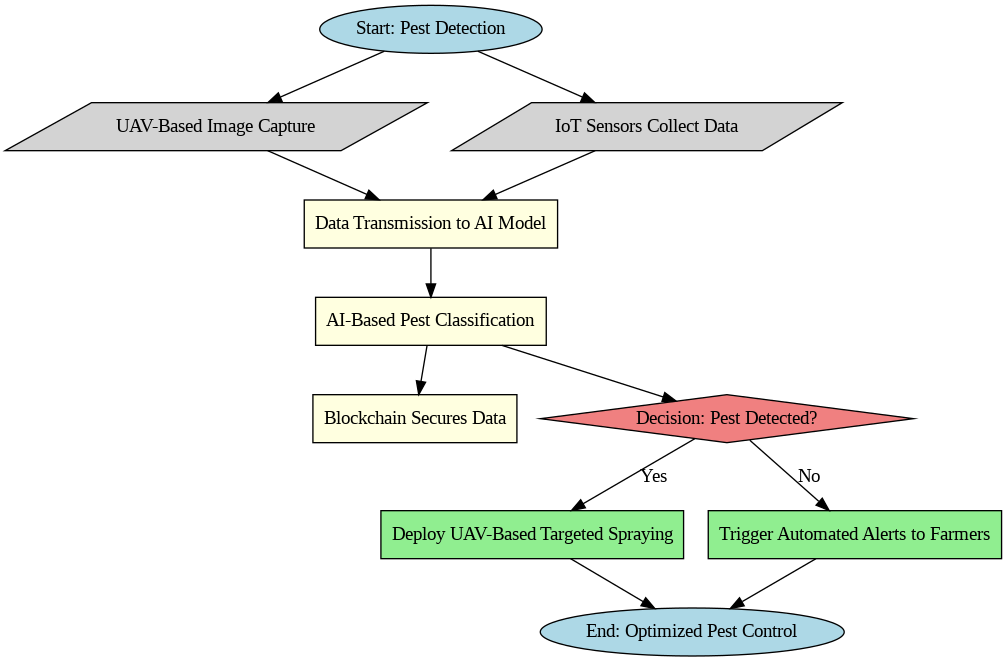 Start: Pest Detection
UAV-Based Image Capture
IoT Sensors Collect Data
Data Transmission to AI Model
AI-Based Pest Classification
Blockchain Secures Data
Decision: Pest Detected?
Yes
No
Deploy UAV-Based Targeted Spraying
Trigger Automated Alerts to Farmers
End: Optimized Pest Control